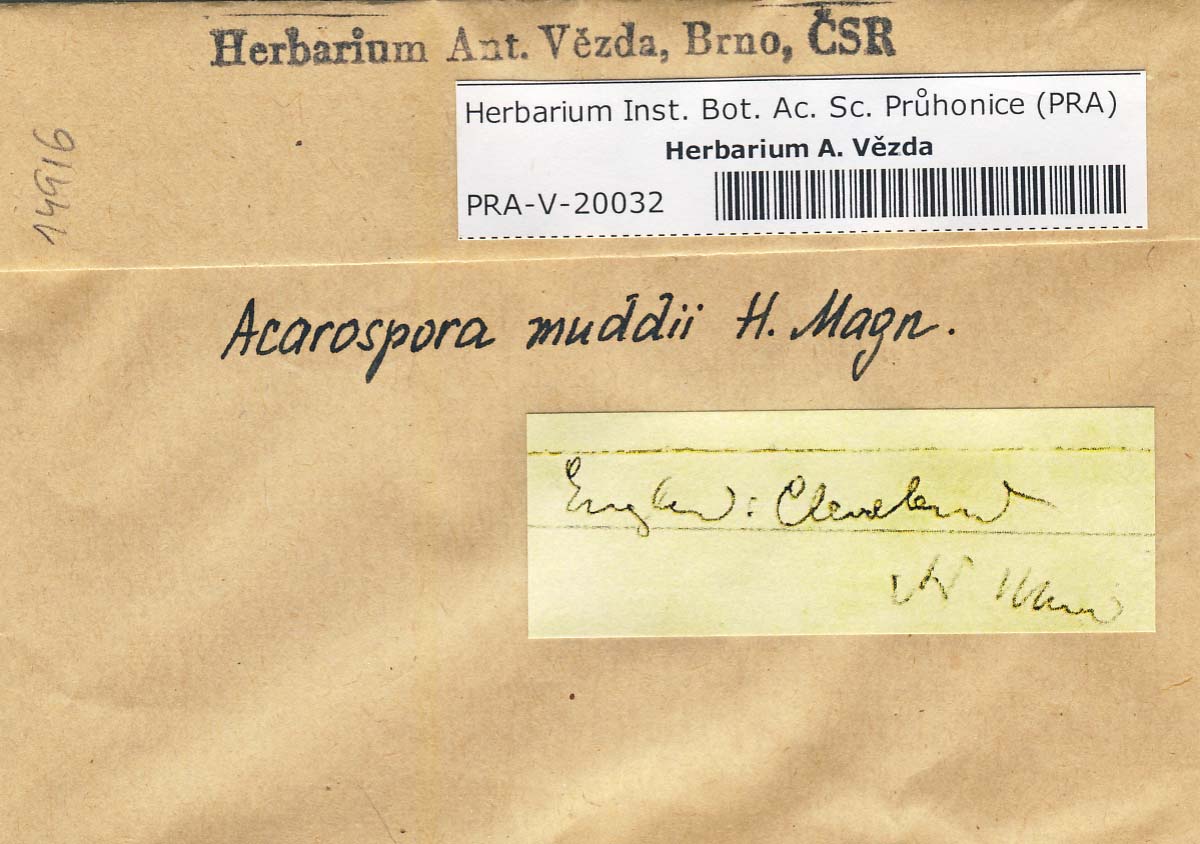 Herbarium Ant. Vězda, Brno, ČSR
Herbarium Inst. Bot. Ac. Sc. Průhonice (PRA)
Herbarium A. Vězda
PRA-V-20032
14916
Acarospora muddii H. Magn.
England: Cleveland